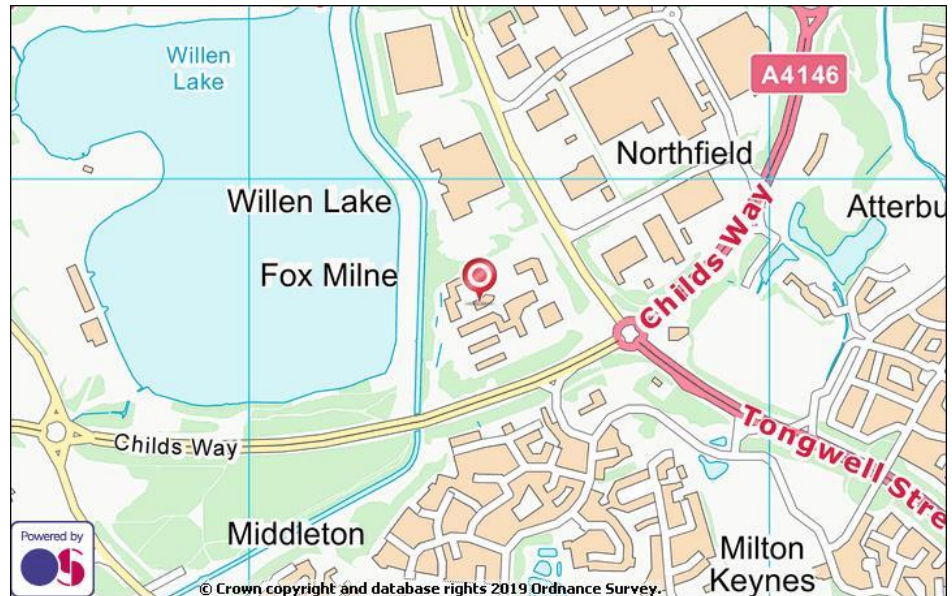 Willen
Lake
A4146
Northfield
Willen Lake
Atterbu
Fox Milne
Childs Way
Childs Way
Tongwell Stre
Middleton
Milton
Keynes
Powered by
OS
© Crown copyright and database rights 2019 Ordnance Survey.